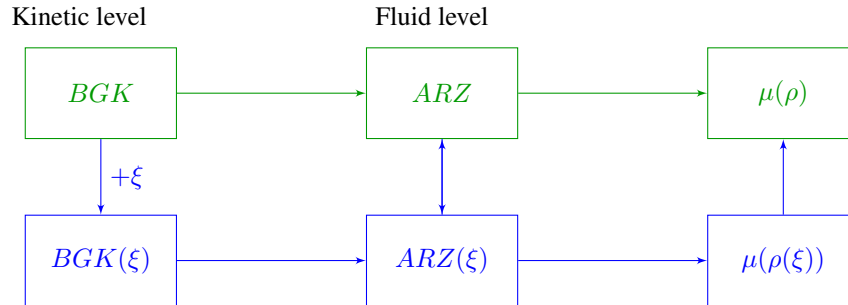 Kinetic level Fluid level
BGK ARZ μ(ρ)
+ξ
BGK(ξ) ARZ(ξ) μ(ρ(ξ))